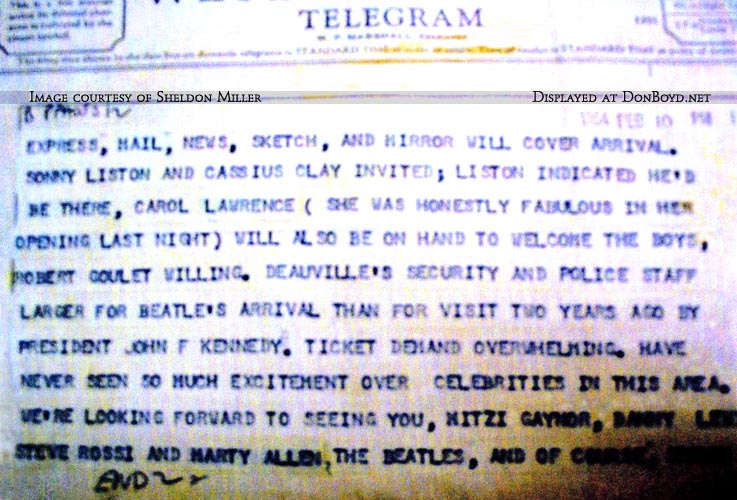 TELEGRAM
W. P. MARSHALL, PRESIDENT
Image courtesy of Sheldon Miller
Displayed at DonBoyd.net
1964 FEB 10 PM
EXPRESS, MAIL, NEWS, SKETCH, AND MIRROR WILL COVER ARRIVAL.
SONNY LISTON AND CASSIUS CLAY INVITED; LISTON INDICATED HE'D
BE THERE, CAROL LAWRENCE ( SHE WAS HONESTLY FABULOUS IN HER
OPENING LAST NIGHT) WILL ALSO BE ON HAND TO WELCOME THE BOYS,
ROBERT GOULET WILLING. DEAUVILLE'S SECURITY AND POLICE STAFF
LARGER FOR BEATLE'S ARRIVAL THAN FOR VISIT TWO YEARS AGO BY
PRESIDENT JOHN F KENNEDY. TICKET DEMAND OVERWHELMING. HAVE
NEVER SEEN SO MUCH EXCITEMENT OVER CELEBRITIES IN THIS AREA.
WE'RE LOOKING FORWARD TO SEEING YOU, MITZI GAYNOR, DANNY
STEVE ROSSI AND MARTY ALLEN, THE BEATLES, AND OF COURSE,
END